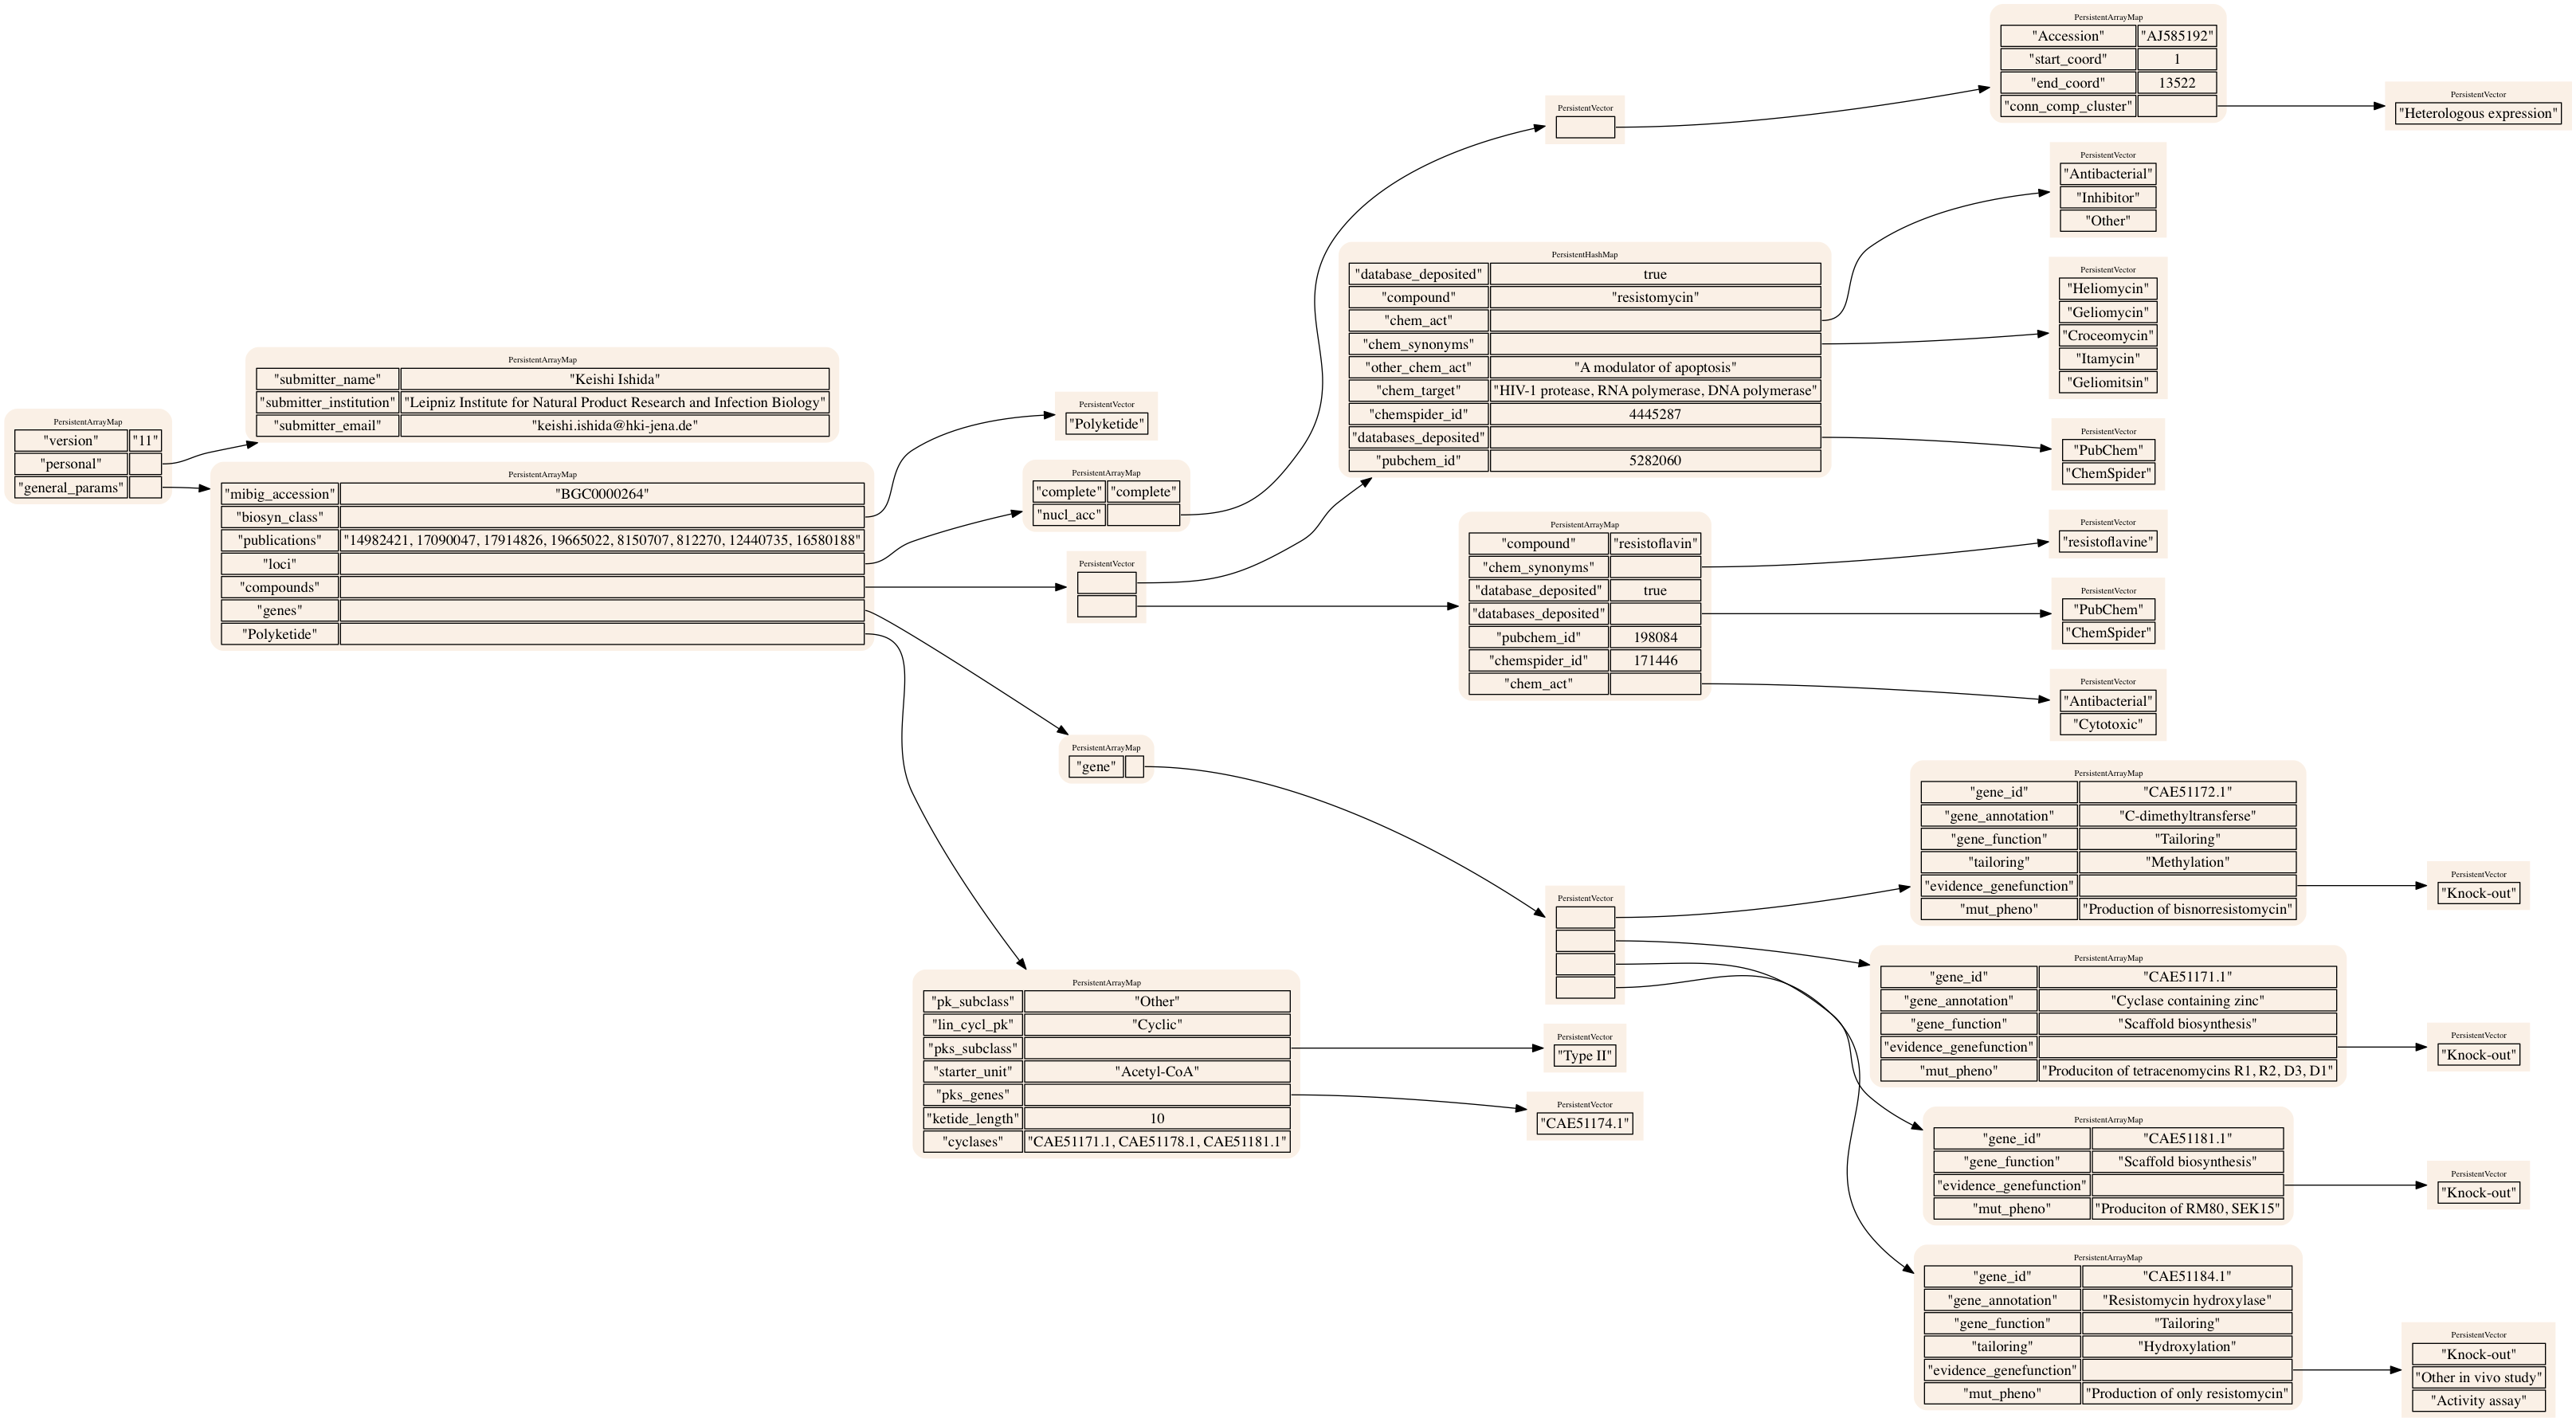 PersistentArrayMap
"version" "11"
"personal"
"general_params"
PersistentArrayMap
"submitter_name" "Keishi Ishida"
"submitter_institution" "Leipniz Institute for Natural Product Research and Infection Biology"
"submitter_email" "keishi.ishida@hki-jena.de"
PersistentArrayMap
"mibig_accession" "BGC0000264"
"biosyn_class"
"publications" "14982421, 17090047, 17914826, 19665022, 8150707, 812270, 12440735, 16580188"
"loci"
"compounds"
"genes"
"Polyketide"
PersistentVector
"Polyketide"
PersistentArrayMap
"complete" "complete"
"nucl_acc"
PersistentVector
PersistentArrayMap
"gene"
PersistentArrayMap
"pk_subclass" "Other"
"lin_cycl_pk" "Cyclic"
"pks_subclass"
"starter_unit" "Acetyl-CoA"
"pks_genes"
"ketide_length" 10
"cyclases" "CAE51171.1, CAE51178.1, CAE51181.1"
PersistentVector
PersistentHashMap
"database_deposited" true
"compound" "resistomycin"
"chem_act"
"chem_synonyms"
"other_chem_act" "A modulator of apoptosis"
"chem_target" "HIV-1 protease, RNA polymerase, DNA polymerase"
"chemspider_id" 4445287
"databases_deposited"
"pubchem_id" 5282060
PersistentArrayMap
"compound" "resistoflavin"
"chem_synonyms"
"database_deposited" true
"databases_deposited"
"pubchem_id" 198084
"chemspider_id" 171446
"chem_act"
PersistentVector
PersistentVector
"Type II"
PersistentVector
"CAE51174.1"
PersistentArrayMap
"Accession" "AJ585192"
"start_coord" 1
"end_coord" 13522
"conn_comp_cluster"
PersistentVector
"Heterologous expression"
PersistentVector
"Antibacterial"
"Inhibitor"
"Other"
PersistentVector
"Heliomycin"
"Geliomycin"
"Croceomycin"
"Itamycin"
"Geliomitsin"
PersistentVector
"PubChem"
"ChemSpider"
PersistentVector
"resistoflavine"
PersistentVector
"PubChem"
"ChemSpider"
PersistentVector
"Antibacterial"
"Cytotoxic"
PersistentArrayMap
"gene_id" "CAE51172.1"
"gene_annotation" "C-dimethyltransferse"
"gene_function" "Tailoring"
"tailoring" "Methylation"
"evidence_genefunction"
"mut_pheno" "Production of bisnorresistomycin"
PersistentVector
"Knock-out"
PersistentArrayMap
"gene_id" "CAE51171.1"
"gene_annotation" "Cyclase containing zinc"
"gene_function" "Scaffold biosynthesis"
"evidence_genefunction"
"mut_pheno" "Produciton of tetracenomycins R1, R2, D3, D1"
PersistentVector
"Knock-out"
PersistentArrayMap
"gene_id" "CAE51181.1"
"gene_function" "Scaffold biosynthesis"
"evidence_genefunction"
"mut_pheno" "Produciton of RM80, SEK15"
PersistentVector
"Knock-out"
PersistentArrayMap
"gene_id" "CAE51184.1"
"gene_annotation" "Resistomycin hydroxylase"
"gene_function" "Tailoring"
"tailoring" "Hydroxylation"
"evidence_genefunction"
"mut_pheno" "Production of only resistomycin"
PersistentVector
"Knock-out"
"Other in vivo study"
"Activity assay"